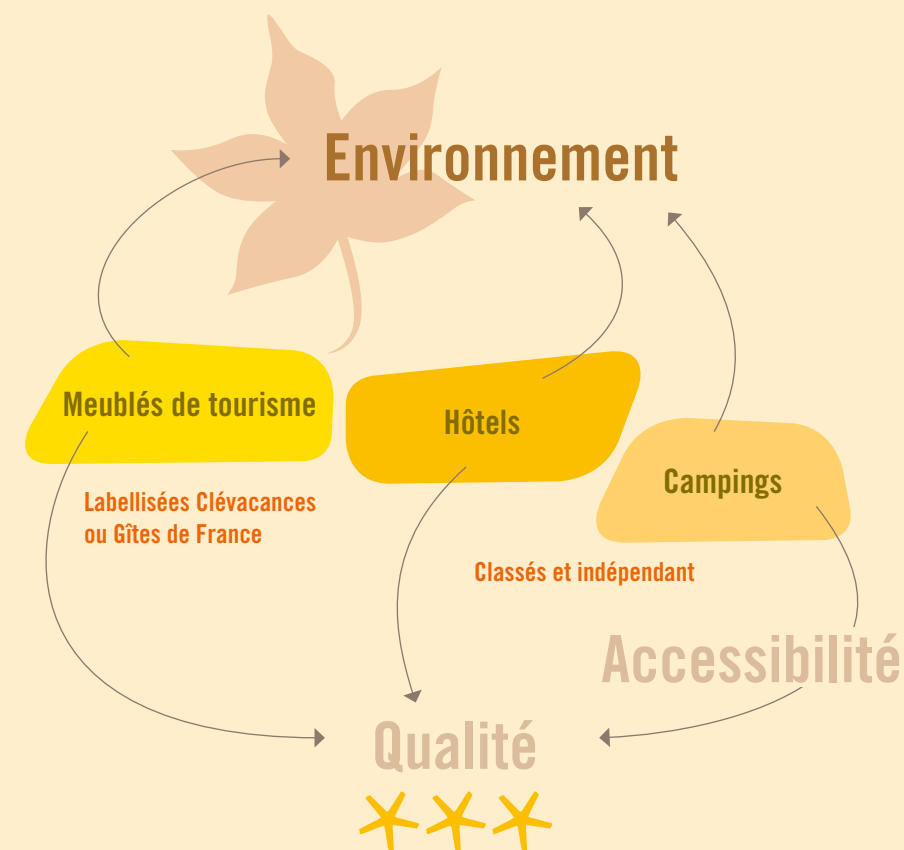 Environnement
Meublés de tourisme
Hôtels
Campings
Labellisées Clévacances
ou Gîtes de France
Classés et indépendant
Accessibilité
Qualité